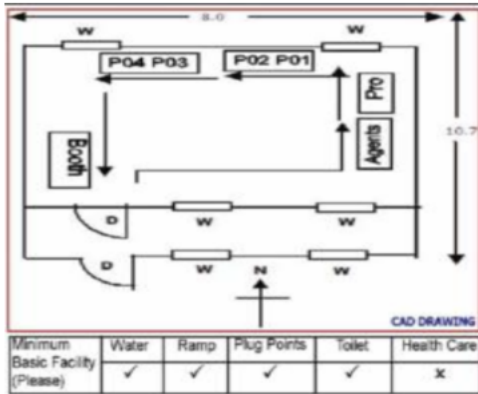 8.0
W W
P04 P03 P02 P01
Pro
10.7
Booth Agents
D W W
D W N W
CAD DRAWING
Minimum Basic Facility (Please) Water Ramp Plug Points Toilet Health Care
✓ ✓ ✓ ✓ x